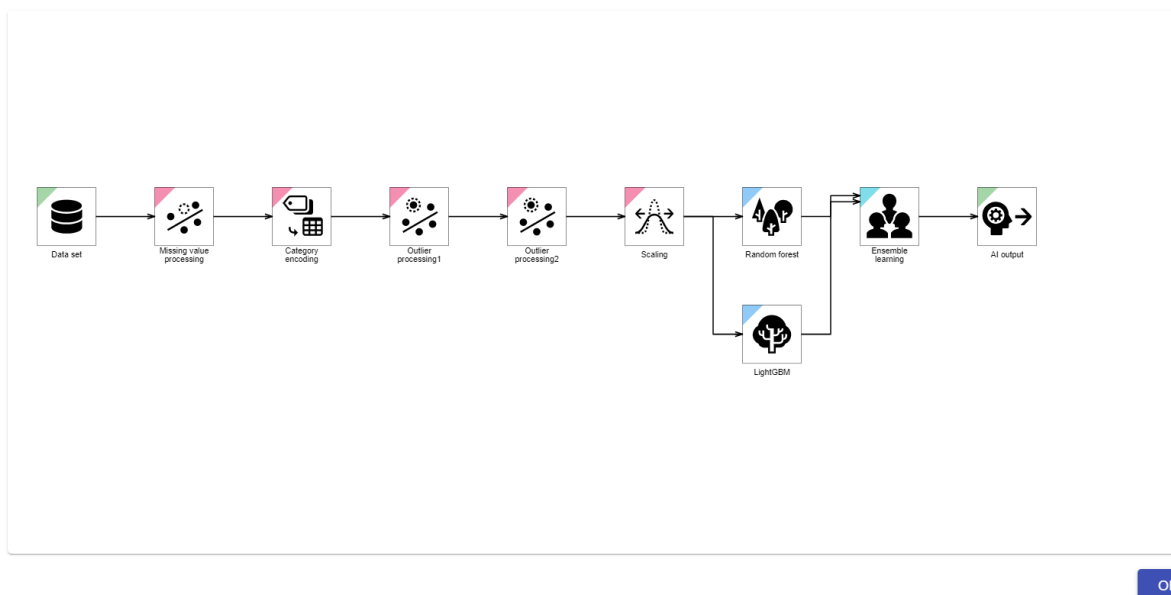 Data set
Missing value
processing
Category
encoding
Outlier
processing1
Outlier
processing2
Scaling
Random forest
Ensemble
learning
AI output
LightGBM